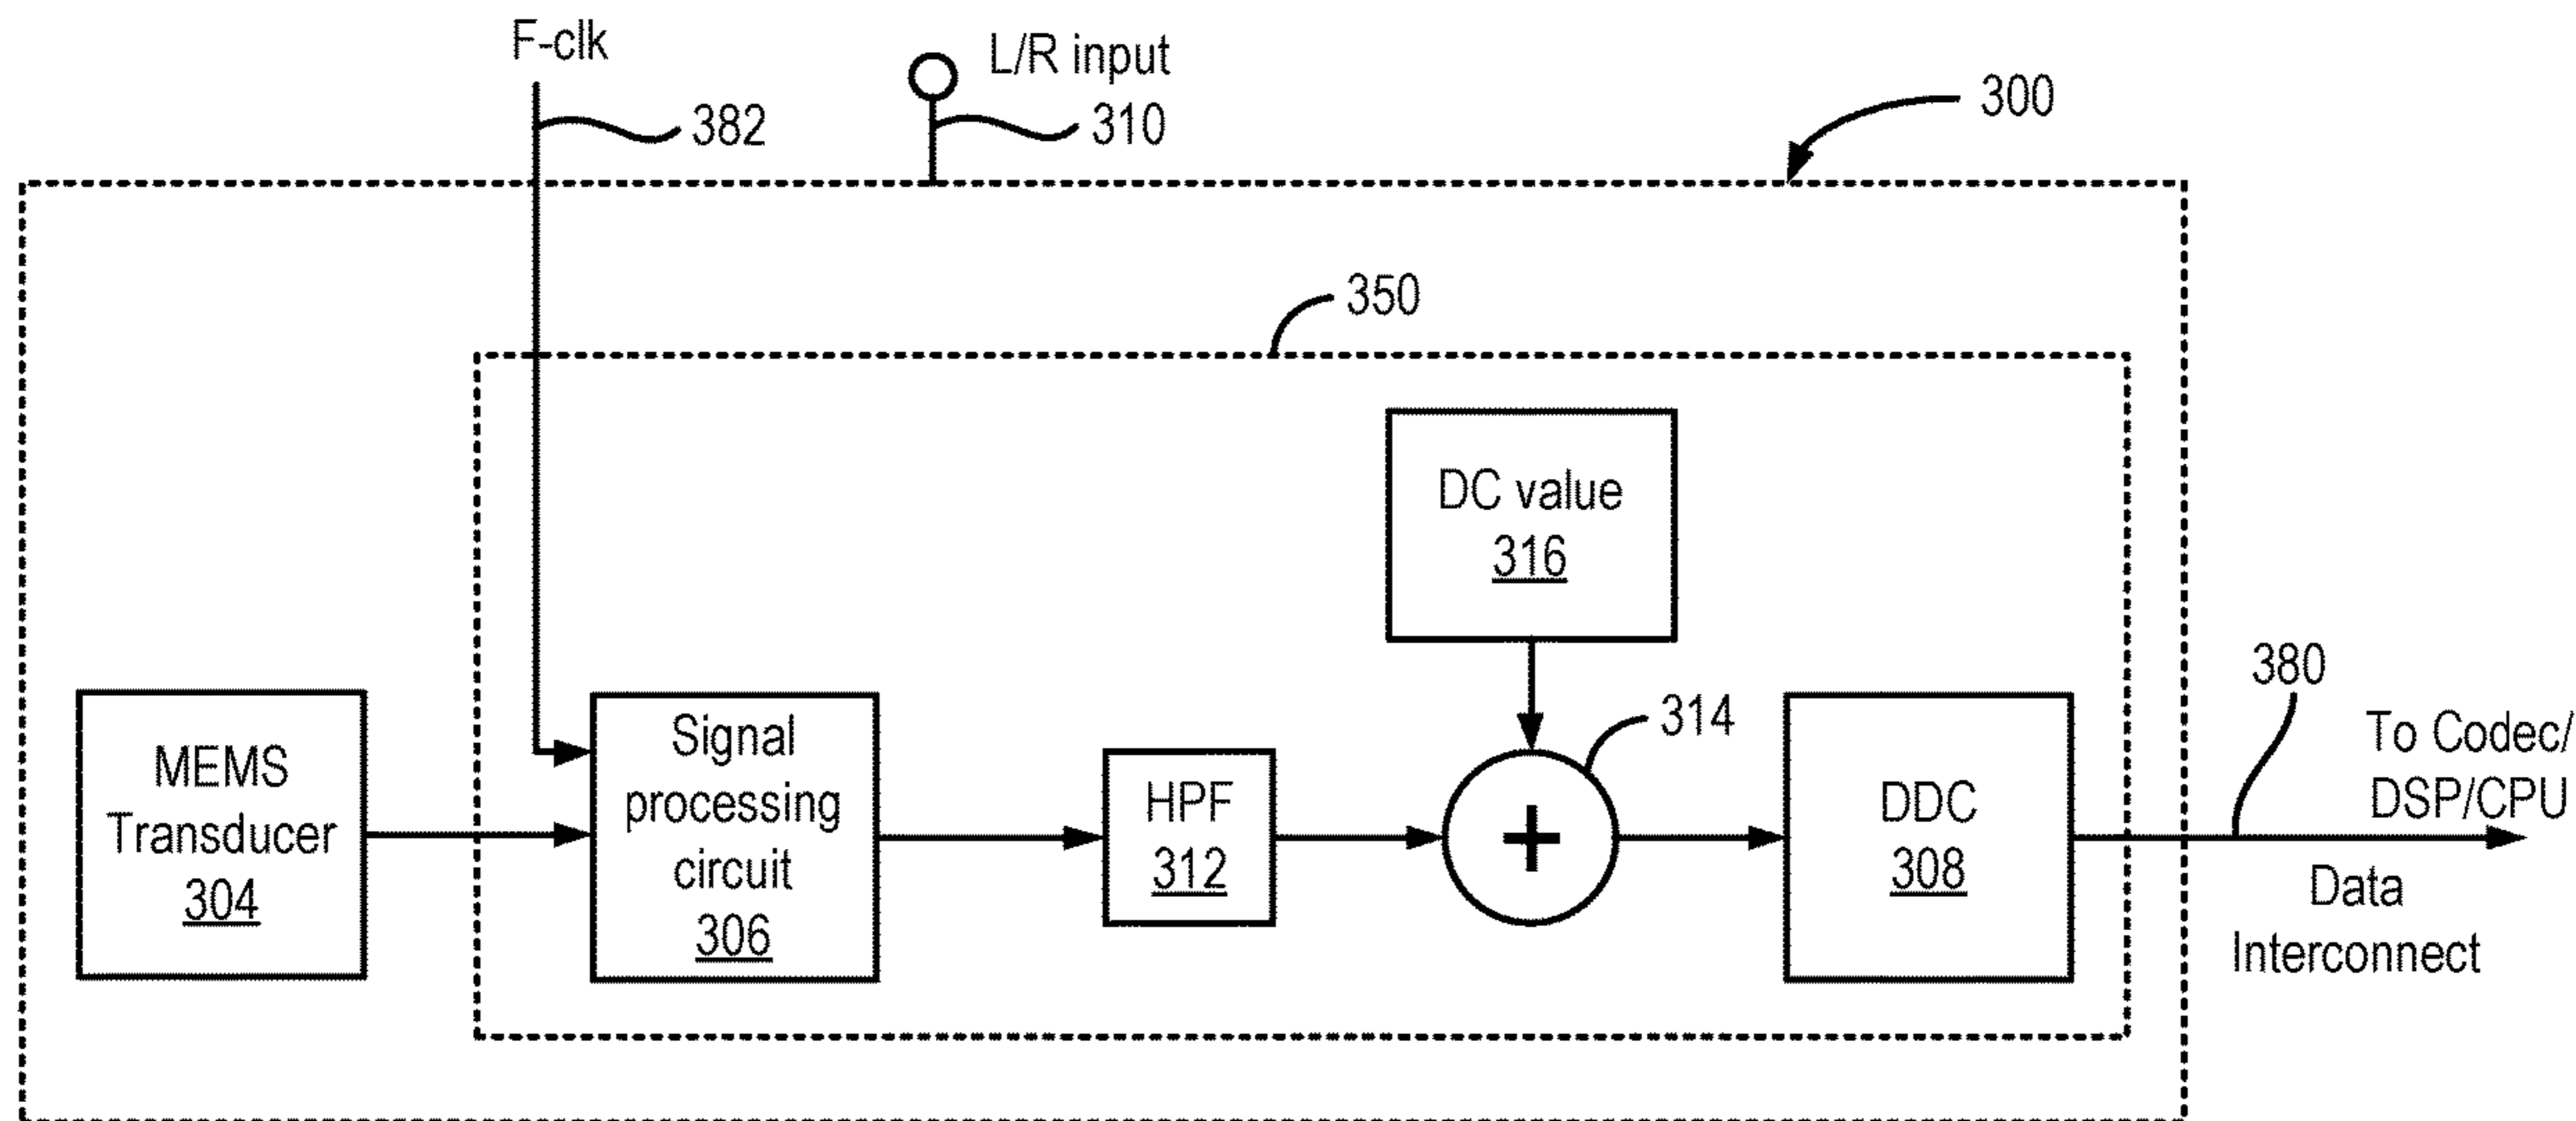 F-clk
L/R input
382
310
300
350
DC value
316
314
380
MEMS
Transducer
304
Signal
processing
circuit
306
HPF
312
+
DDC
308
To Codec/
DSP/CPU
Data
Interconnect